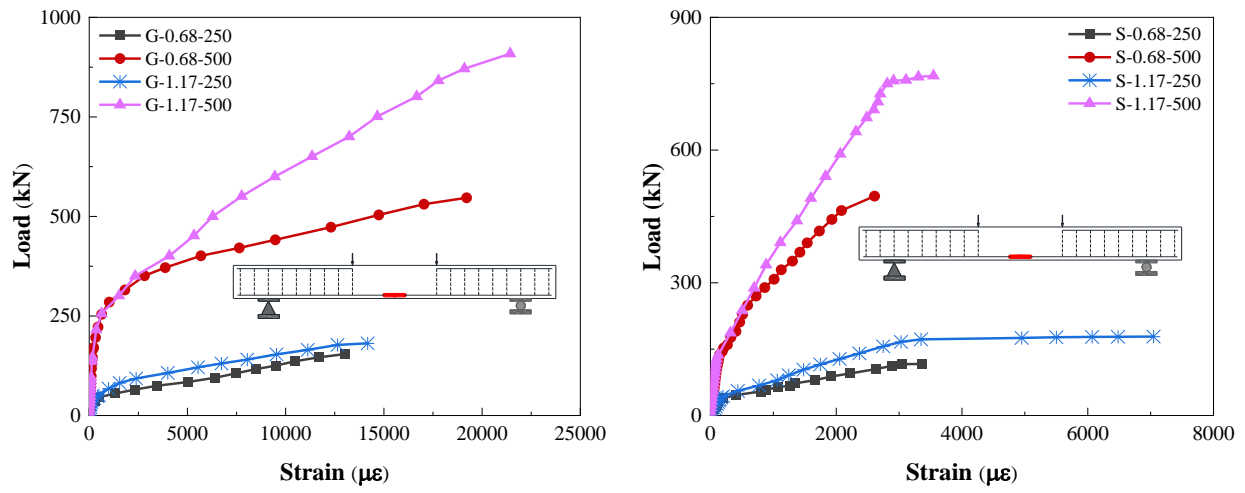 1000
750
500
250
0
Load (kN)
G-0.68-250
G-0.68-500
G-1.17-250
G-1.17-500
0 5000 10000 15000 20000 25000
Strain (με)
900
600
300
0
Load (kN)
S-0.68-250
S-0.68-500
S-1.17-250
S-1.17-500
0 2000 4000 6000 8000
Strain (με)